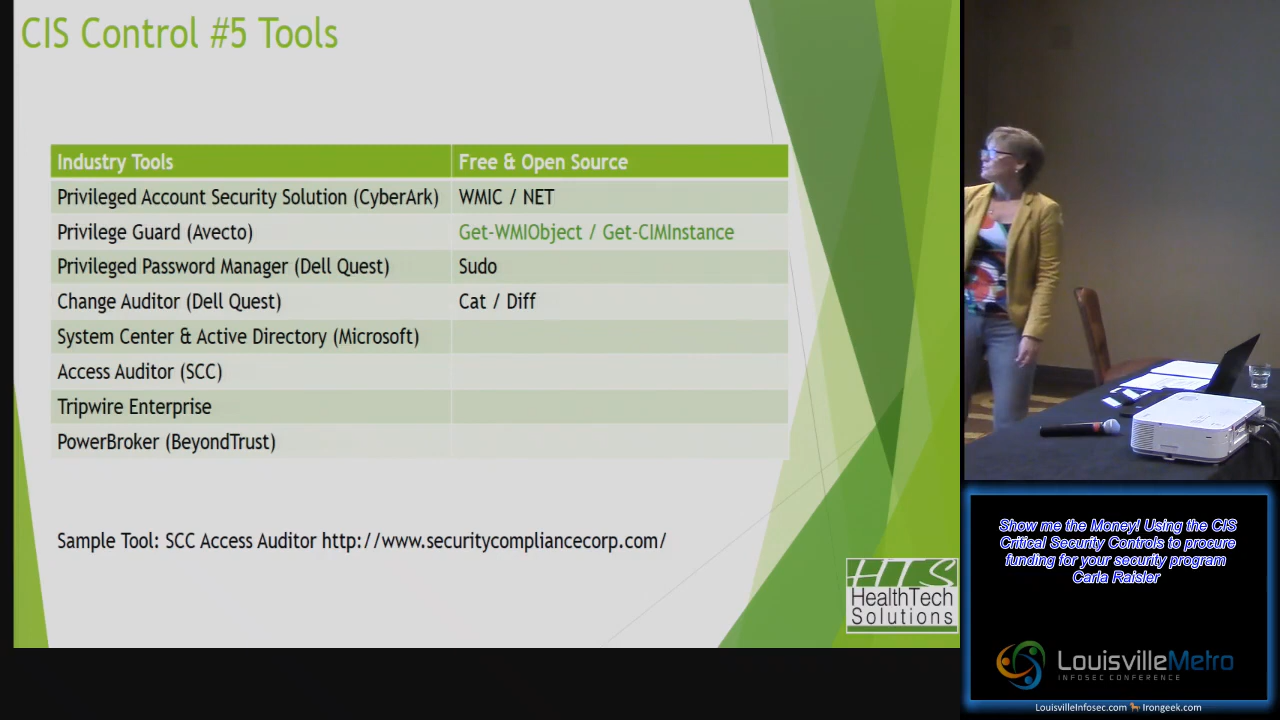 CIS Control #5 Tools
Industry Tools
Free & Open Source
Privileged Account Security Solution (CyberArk)
WMIC / NET
Privilege Guard (Avecto)
Get-WMIObject / Get-CIMInstance
Privileged Password Manager (Dell Quest)
Sudo
Change Auditor (Dell Quest)
Cat / Diff
System Center & Active Directory (Microsoft)
Access Auditor (SCC)
Tripwire Enterprise
PowerBroker (BeyondTrust)
Sample Tool: SCC Access Auditor http://www.securitycompliancecorp.com/
HTS
HealthTech
Solutions
Show me the Money! Using the CIS
Critical Security Controls to procure
funding for your security program
Carla Raisler
LouisvilleMetro
INFOSEC CONFERENCE
LouisvilleInfosec.com Irongeek.com